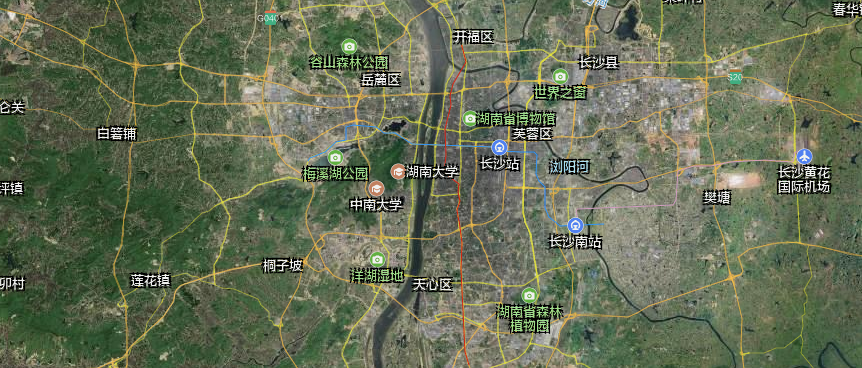 春华镇
G0401
开福区
谷山森林公园
岳麓区
长沙县
S20
世界之窗
仑关
湖南省博物馆
芙蓉区
白箬铺
长沙站
浏阳河
梅溪湖公园
湖南大学
长沙黄花
国际机场
坪镇
中南大学
樊塘
长沙南站
桐子坡
洋湖湿地
卯村
莲花镇
天心区
湖南省森林
植物园